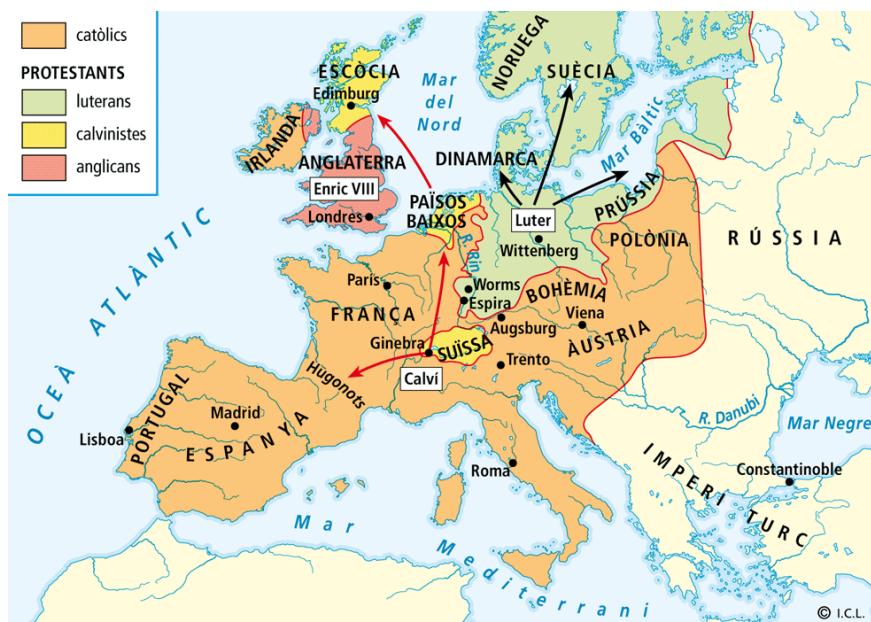 catòlics
PROTESTANTS
luterans
calvinistes
anglicans
ESCÒCIA
Edimburg
Mar
del
Nord
NORUEGA
SUÈCIA
Mar Bàltic
IRLANDA
ANGLATERRA
Enric VIII
Londres
DINAMARCA
PAÏSOS
BAIXOS
Luter
Wittenberg
PRÚSSIA
POLÒNIA
RÚSSIA
R. Rin
OCEÀ ATLÀNTIC
París
FRANÇA
Worms
Espira
BOHÈMIA
Viena
Augsburg
ÀUSTRIA
Ginebra
SUÏSSA
Trento
Calví
Hugonots
PORTUGAL
Madrid
Lisboa
ESPANYA
Roma
R. Danubi
Mar Negre
Constantinoble
IMPERI TURC
Mar Mediterrani
© I.C.L.